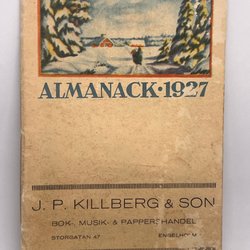 ALMANACK·1927
J. P. KILLBERG & SON
BOK-, MUSIK- & PAPPERSHANDEL
STORGATAN 47 ENGELHOLM